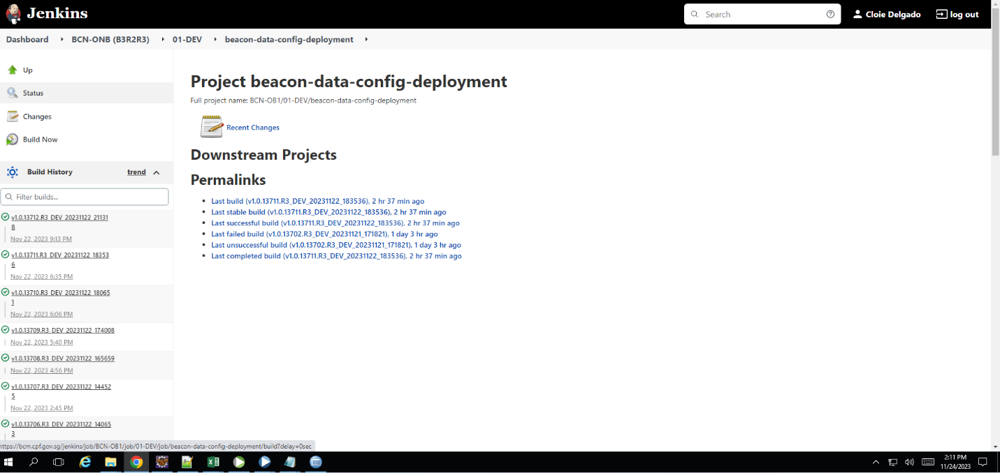 Jenkins
Search
Cloie Delgado
log out
Dashboard
BCN-ONB (B3R2R3)
01-DEV
beacon-data-config-deployment
Up
Status
Changes
Build Now
Build History
trend
Filter builds...
v1.0.13712.R3_DEV_20231122_21131
8
Nov 22, 2023 9:13 PM
v1.0.13711.R3_DEV_20231122_18353
6
Nov 22, 2023 6:35 PM
v1.0.13710.R3_DEV_20231122_18065
1
Nov 22, 2023 6:06 PM
v1.0.13709.R3_DEV_20231122_174008
Nov 22, 2023 5:40 PM
v1.0.13708.R3_DEV_20231122_165659
Nov 22, 2023 4:56 PM
v1.0.13707.R3_DEV_20231122_14452
5
Nov 22, 2023 2:45 PM
v1.0.13706.R3_DEV_20231122_14065
3
Project beacon-data-config-deployment
Full project name: BCN-OB1/01-DEV/beacon-data-config-deployment
Recent Changes
Downstream Projects
Permalinks
Last build (v1.0.13711.R3_DEV_20231122_183536), 2 hr 37 min ago
Last stable build (v1.0.13711.R3_DEV_20231122_183536), 2 hr 37 min ago
Last successful build (v1.0.13711.R3_DEV_20231122_183536), 2 hr 37 min ago
Last failed build (v1.0.13702.R3_DEV_20231121_171821), 1 day 3 hr ago
Last unsuccessful build (v1.0.13702.R3_DEV_20231121_171821), 1 day 3 hr ago
Last completed build (v1.0.13711.R3_DEV_20231122_183536), 2 hr 37 min ago
https://bcm.cpf.gov.sg/jenkins/job/BCN-OB1/job/01-DEV/job/beacon-data-config-deployment/build?delay=0sec
2:11 PM
11/24/2023